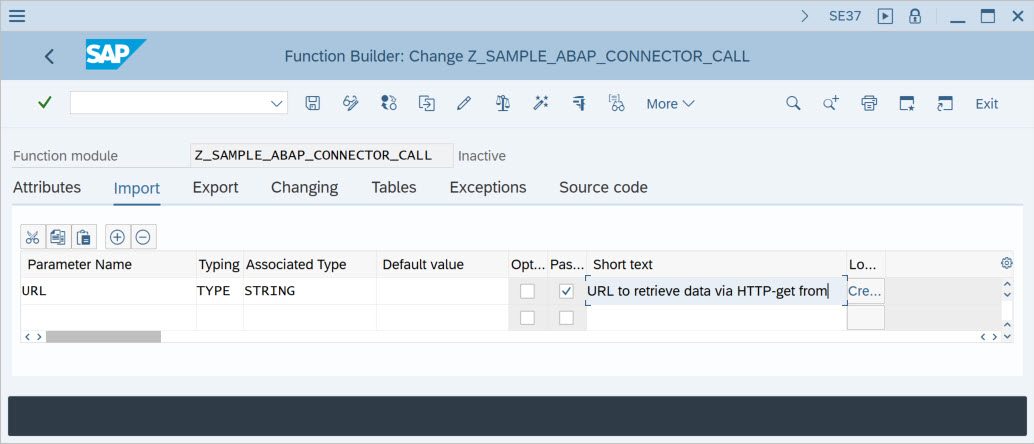 SE37
SAP
Function Builder: Change Z_SAMPLE_ABAP_CONNECTOR_CALL
More
Exit
Function module Z_SAMPLE_ABAP_CONNECTOR_CALL Inactive
Attributes Import Export Changing Tables Exceptions Source code
Parameter Name Typing Associated Type Default value Opt... Pas... Short text Lo...
URL TYPE STRING URL to retrieve data via HTTP-get from Cre...